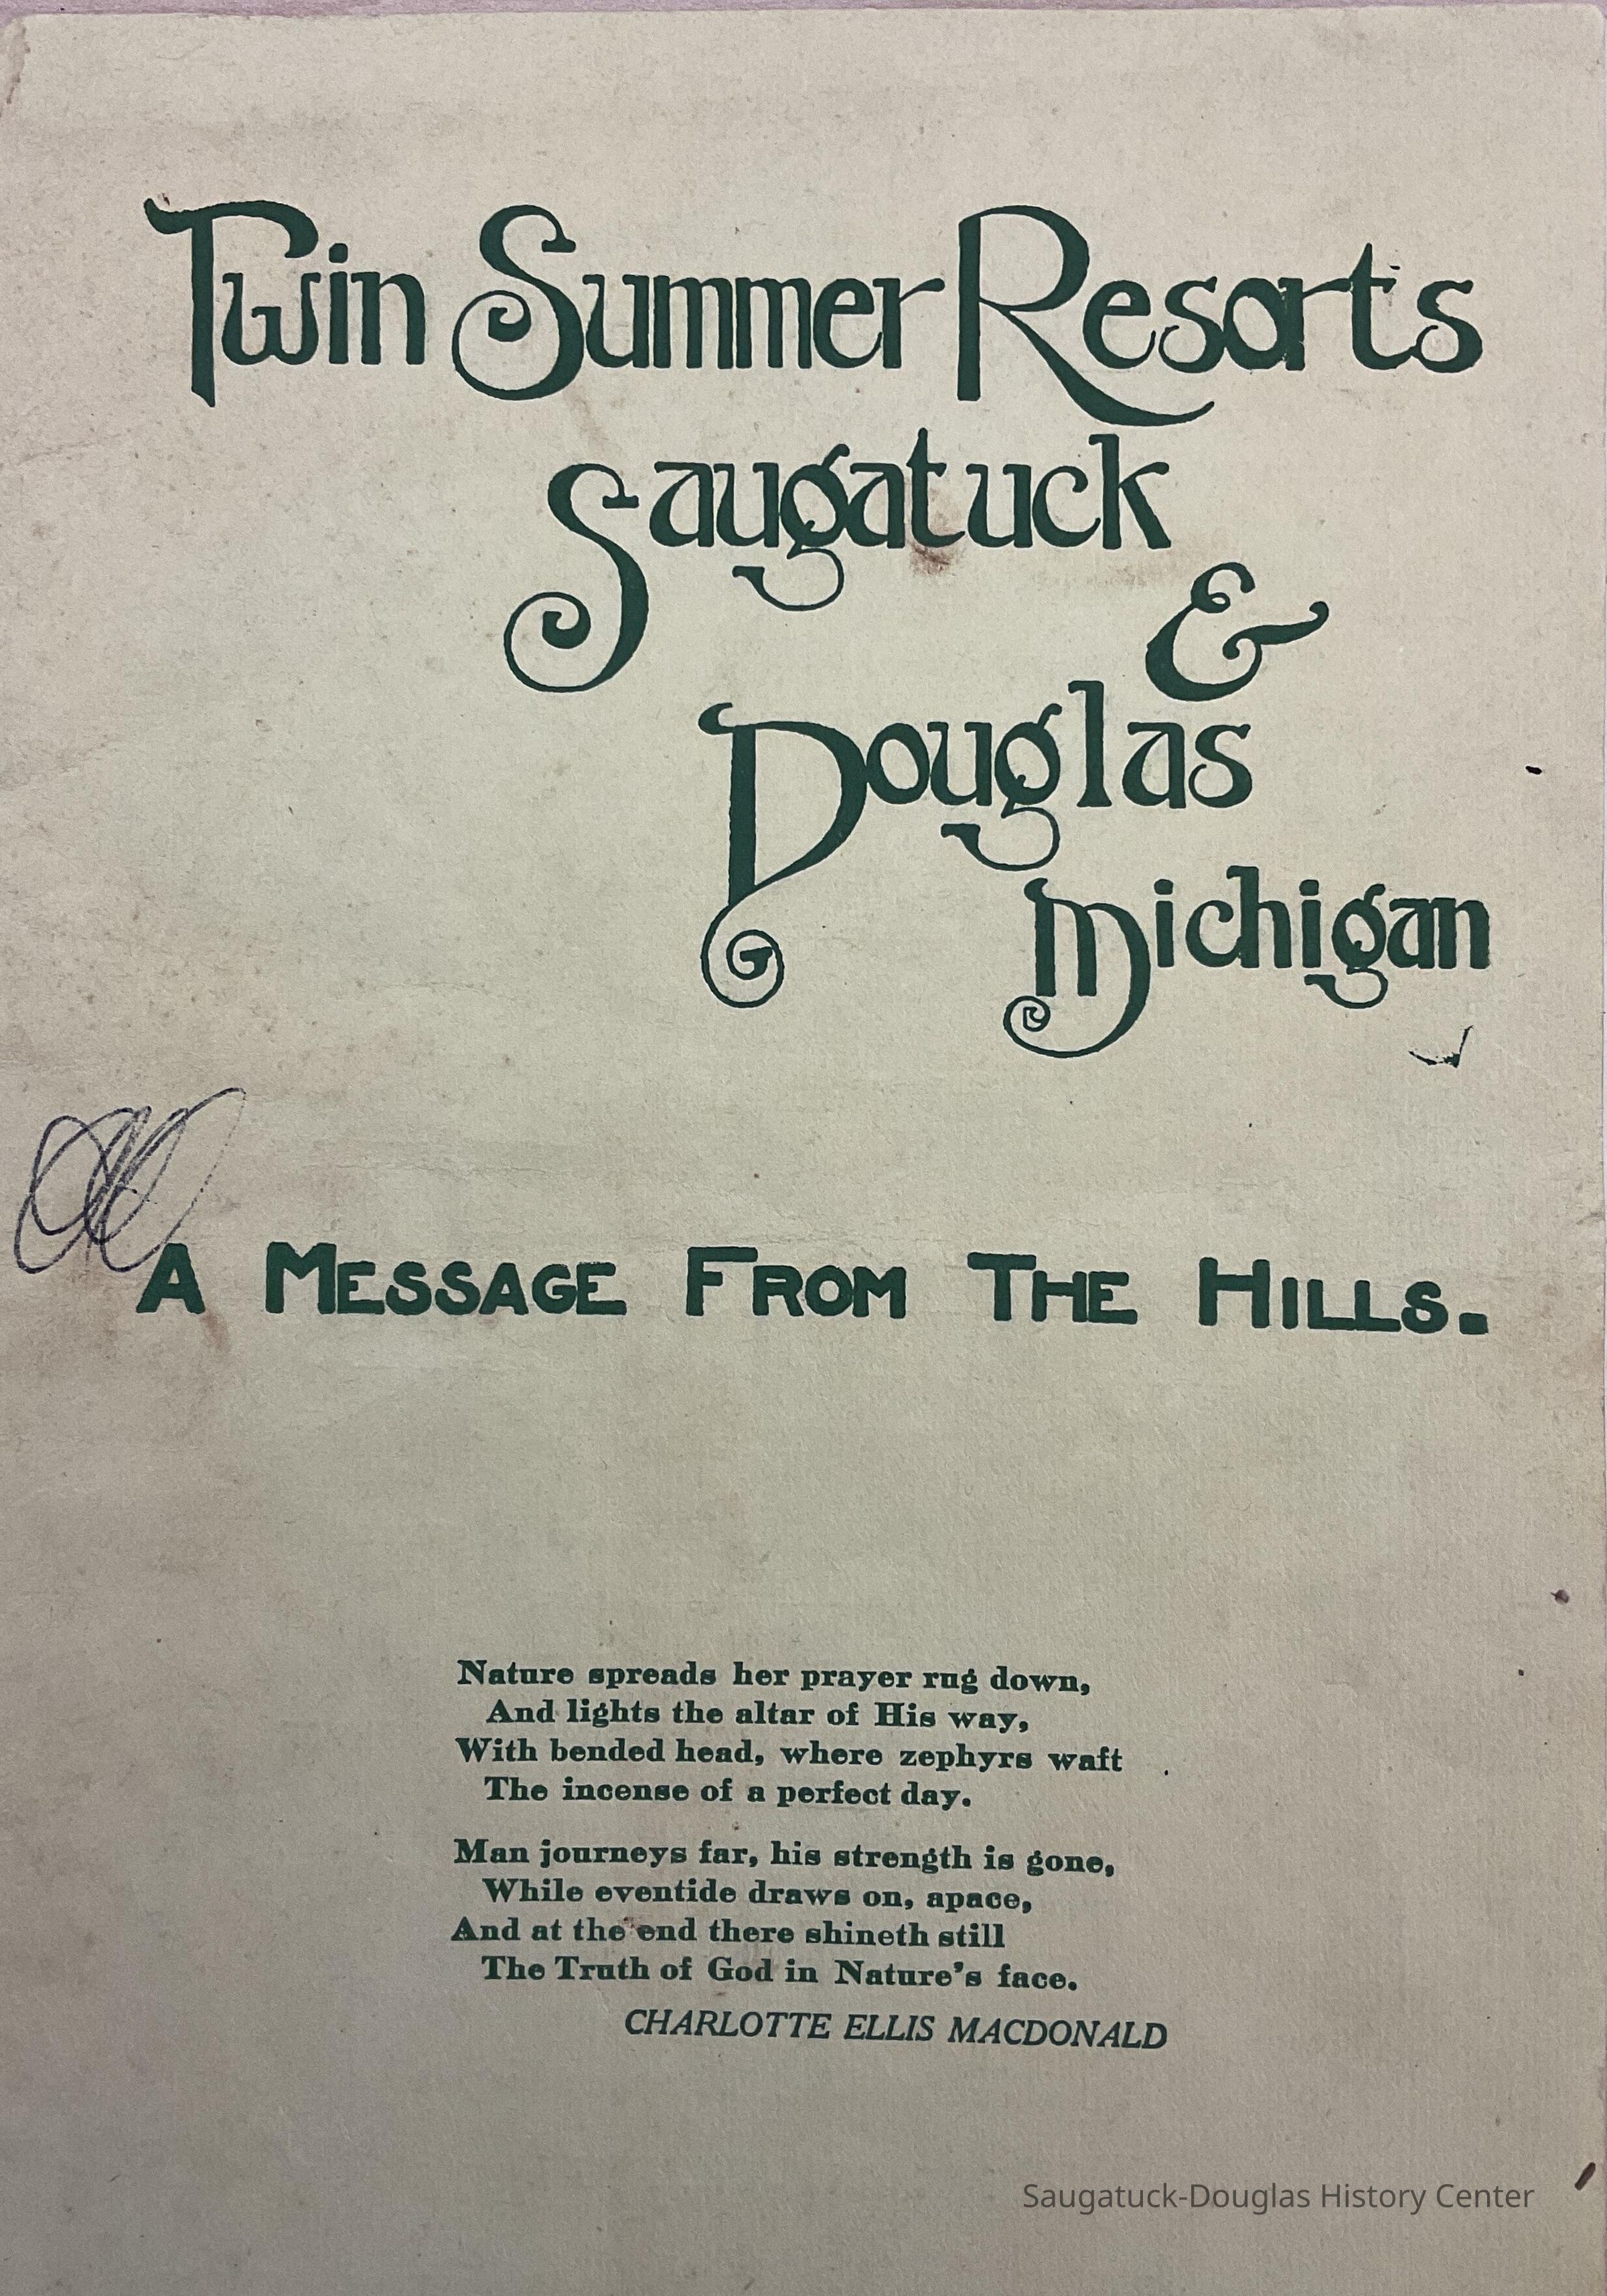 Twin Summer Resorts
Saugatuck
&
Douglas
Michigan
A MESSAGE FROM THE HILLS.
Nature spreads her prayer rug down,
And lights the altar of His way,
With bended head, where zephyrs waft
The incense of a perfect day.
Man journeys far, his strength is gone,
While eventide draws on, apace,
And at the end there shineth still
The Truth of God in Nature's face.
CHARLOTTE ELLIS MACDONALD
Saugatuck-Douglas History Center